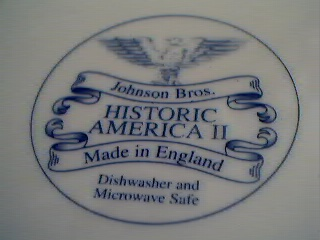 Johnson Bros.
HISTORIC
AMERICA II
Made in England
Dishwasher and
Microwave Safe